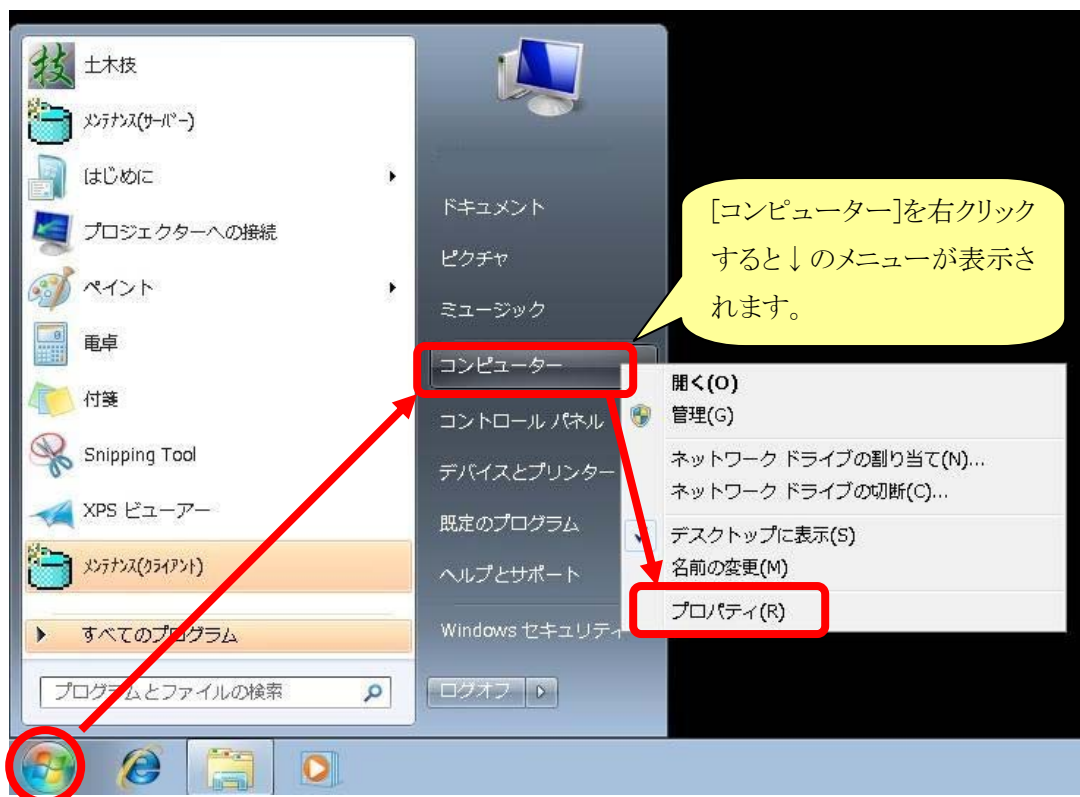 土木技
ﾒﾝﾃﾅﾝｽ(ｻｰﾊﾞｰ)
はじめに
プロジェクターへの接続
ペイント
電卓
付箋
Snipping Tool
XPS ビューアー
ﾒﾝﾃﾅﾝｽ(ｸﾗｲｱﾝﾄ)
すべてのプログラム
プログラムとファイルの検索
ドキュメント
ピクチャ
ミュージック
コンピューター
コントロール パネル
デバイスとプリンター
既定のプログラム
ヘルプとサポート
Windows セキュリティ
ログオフ
[コンピューター]を右クリック
すると↓のメニューが表示さ
れます。
開く(O)
管理(G)
ネットワーク ドライブの割り当て(N)...
ネットワーク ドライブの切断(C)...
デスクトップに表示(S)
名前の変更(M)
プロパティ(R)